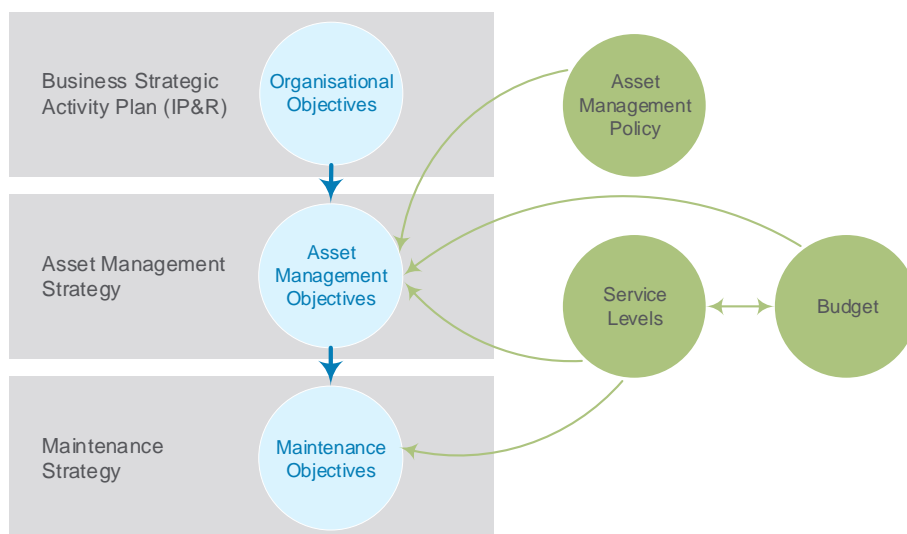 Business Strategic
Activity Plan (IP&R)
Organisational
Objectives
Asset
Management
Policy
Asset Management
Strategy
Asset
Management
Objectives
Service
Levels
Budget
Maintenance
Strategy
Maintenance
Objectives